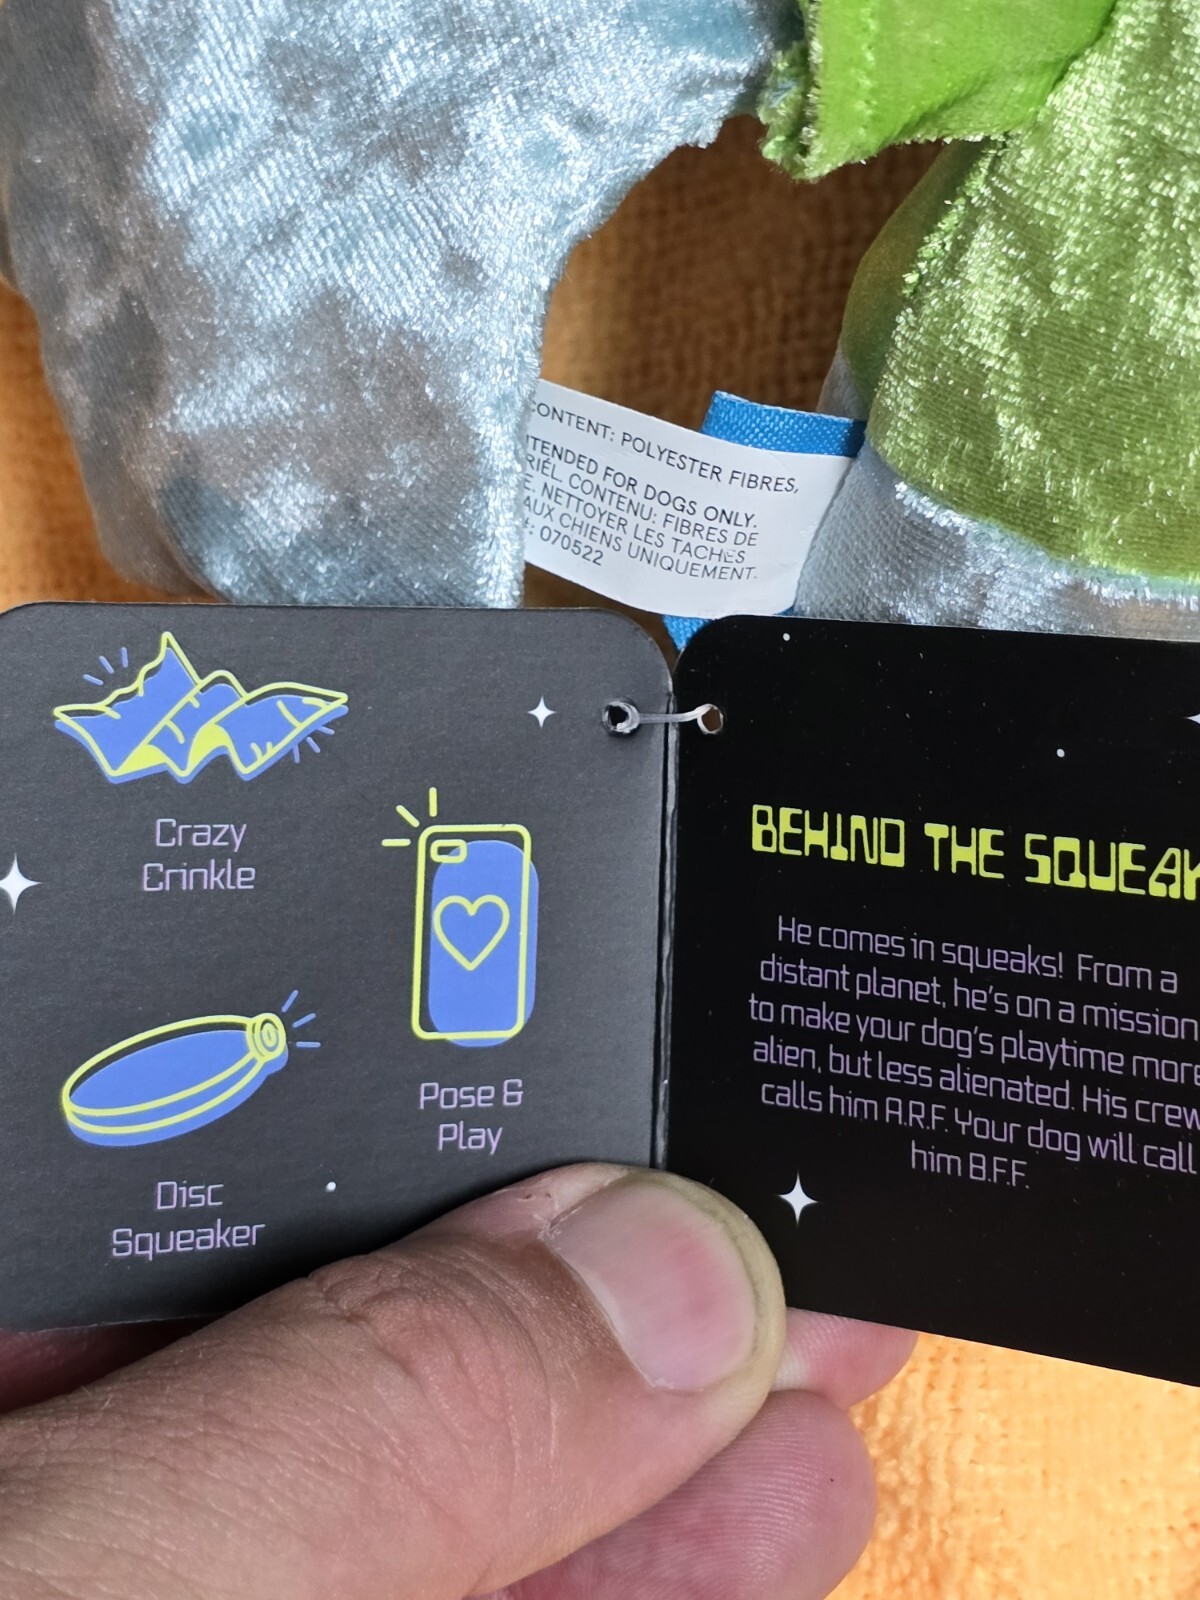 CONTENT: POLYESTER FIBRES,
TENDED FOR DOGS ONLY.
RIÉL. CONTENU: FIBRES DE
E. NETTOYER LES TACHES
AUX CHIENS UNIQUEMENT.
: 070522
Crazy
Crinkle
Pose &
Play
Disc
Squeaker
BEHIND THE SQUEAK
He comes in squeaks! From a
distant planet, he's on a mission
to make your dog's playtime more
alien, but less alienated. His crew
calls him A.R.F. Your dog will call
him B.F.F.